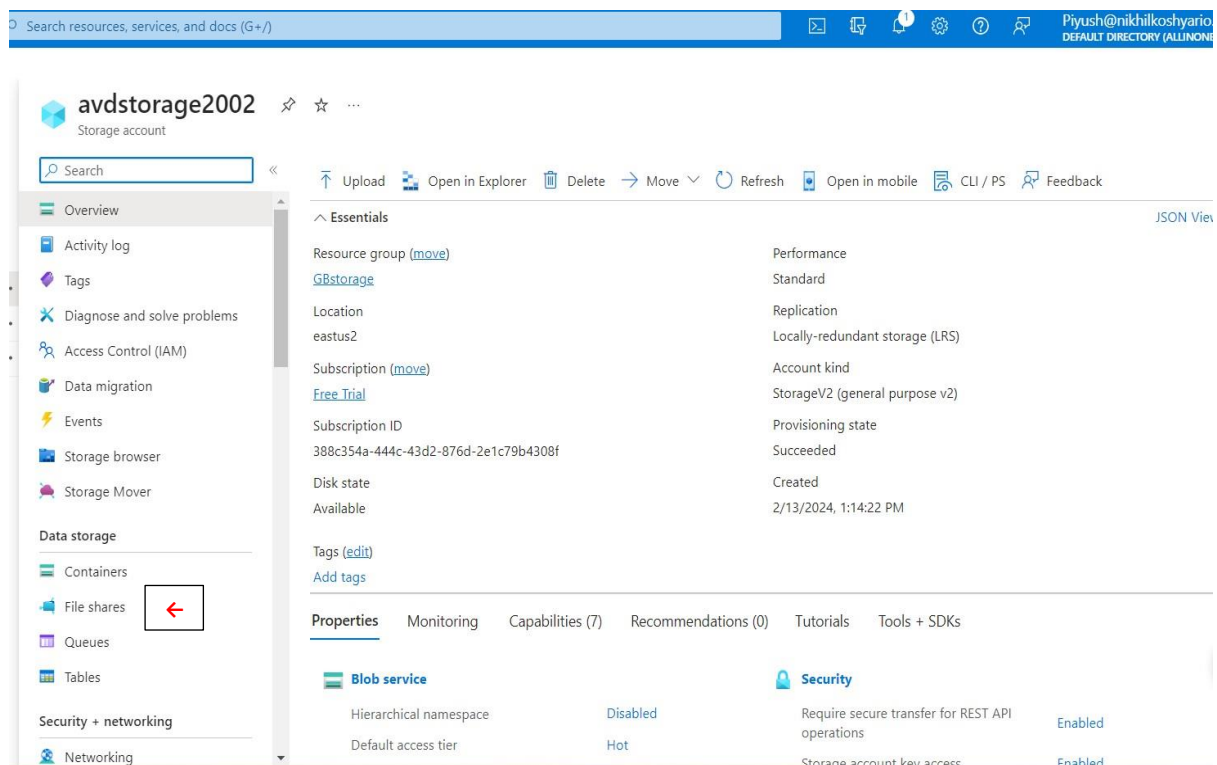 Search resources, services, and docs (G+/)
1
Piyush@nikhilkoshyario.
DEFAULT DIRECTORY (ALLINONE
avdstorage2002
Storage account
Search
Overview
Activity log
Tags
Diagnose and solve problems
Access Control (IAM)
Data migration
Events
Storage browser
Storage Mover
Data storage
Containers
File shares
Queues
Tables
Security + networking
Networking
Upload Open in Explorer Delete Move Refresh Open in mobile CLI / PS Feedback
Essentials
JSON View
Resource group (move)
GBstorage
Location
eastus2
Subscription (move)
Free Trial
Subscription ID
388c354a-444c-43d2-876d-2e1c79b4308f
Disk state
Available
Performance
Standard
Replication
Locally-redundant storage (LRS)
Account kind
StorageV2 (general purpose v2)
Provisioning state
Succeeded
Created
2/13/2024, 1:14:22 PM
Tags (edit)
Add tags
Properties Monitoring Capabilities (7) Recommendations (0) Tutorials Tools + SDKs
Blob service
Hierarchical namespace Disabled
Default access tier Hot
Security
Require secure transfer for REST API
operations Enabled
Storage account key access Enabled